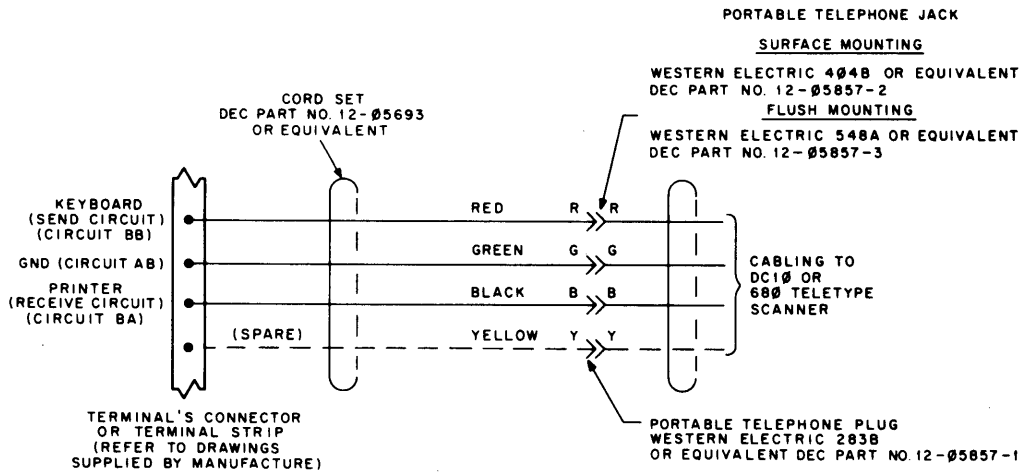 PORTABLE TELEPHONE JACK
SURFACE MOUNTING
WESTERN ELECTRIC 4Ø4B OR EQUIVALENT
DEC PART NO. 12-Ø5857-2
FLUSH MOUNTING
WESTERN ELECTRIC 548A OR EQUIVALENT
DEC PART NO. 12-Ø5857-3
CORD SET
DEC PART NO. 12-Ø5693
OR EQUIVALENT
KEYBOARD
(SEND CIRCUIT)
(CIRCUIT BB)
RED R R
GND (CIRCUIT AB)
GREEN G G
PRINTER
(RECEIVE CIRCUIT)
(CIRCUIT BA)
BLACK B B
(SPARE) YELLOW Y Y
CABLING TO
DC1Ø OR
68Ø TELETYPE
SCANNER
TERMINAL'S CONNECTOR
OR TERMINAL STRIP
(REFER TO DRAWINGS
SUPPLIED BY MANUFACTURE)
PORTABLE TELEPHONE PLUG
WESTERN ELECTRIC 283B
OR EQUIVALENT DEC PART NO. 12-Ø5857-1